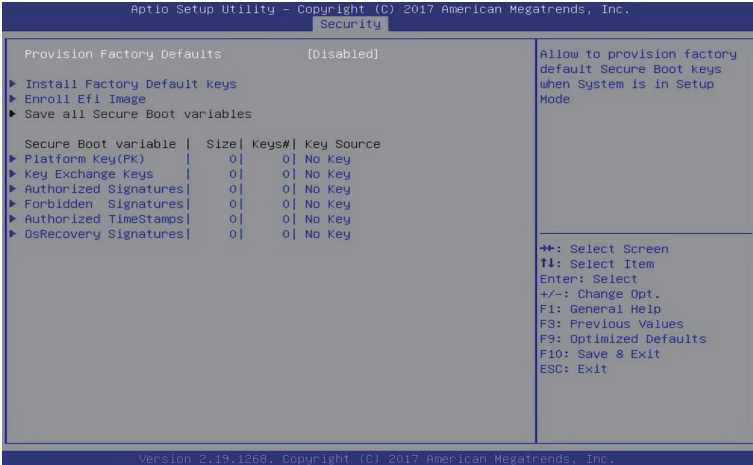 Aptio Setup Utility – Copyright (C) 2017 American Megatrends, Inc.
Security
Provision Factory Defaults [Disabled]
▶ Install Factory Default keys
▶ Enroll Efi Image
▶ Save all Secure Boot variables
Secure Boot variable | Size| Keys#| Key Source
▶ Platform Key(PK) | 0| 0| No Key
▶ Key Exchange Keys | 0| 0| No Key
▶ Authorized Signatures| 0| 0| No Key
▶ Forbidden Signatures| 0| 0| No Key
▶ Authorized TimeStamps| 0| 0| No Key
▶ OsRecovery Signatures| 0| 0| No Key
Allow to provision factory
default Secure Boot keys
when System is in Setup
Mode
→←: Select Screen
↑↓: Select Item
Enter: Select
+/-: Change Opt.
F1: General Help
F3: Previous Values
F9: Optimized Defaults
F10: Save & Exit
ESC: Exit
Version 2.19.1268. Copyright (C) 2017 American Megatrends, Inc.